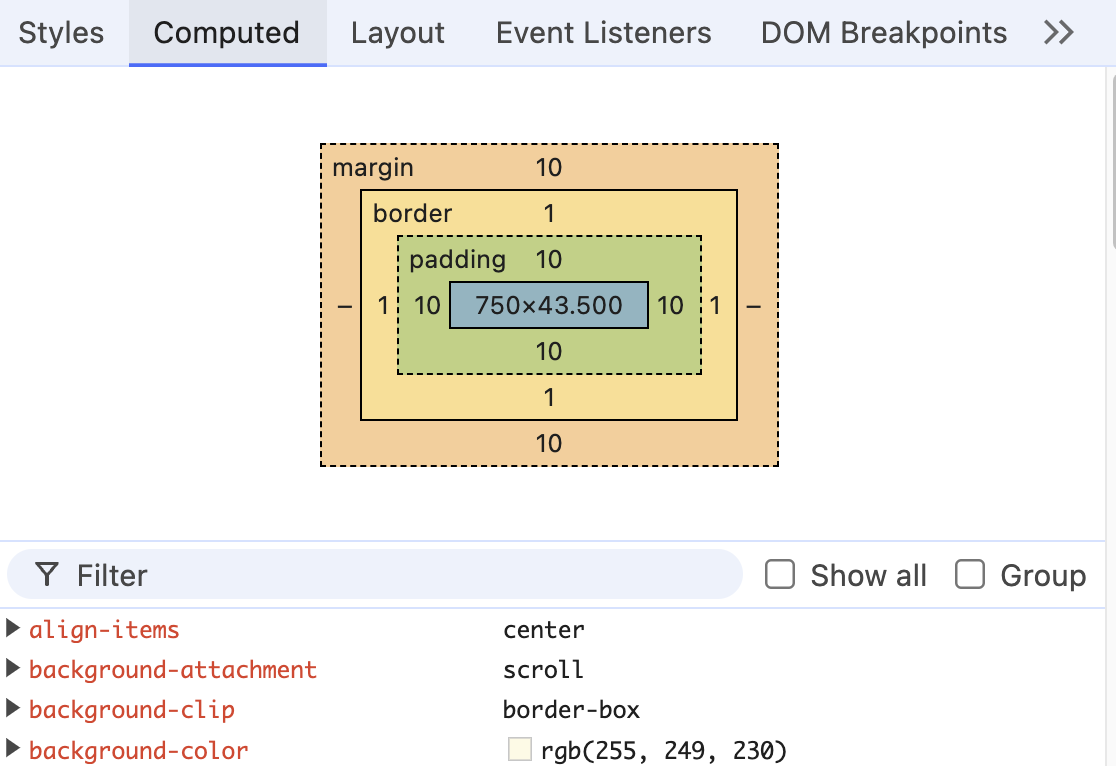 Styles Computed Layout Event Listeners DOM Breakpoints
margin 10
border 1
padding 10
– 1 10 750×43.500 10 1 –
10
1
10
Filter Show all Group
align-items center
background-attachment scroll
background-clip border-box
background-color rgb(255, 249, 230)